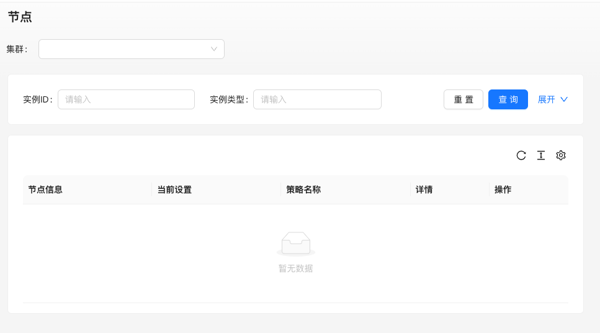 节点
集群：
实例ID： 请输入 实例类型： 请输入 重 置 查 询 展开
节点信息 当前设置 策略名称 详情 操作
暂无数据